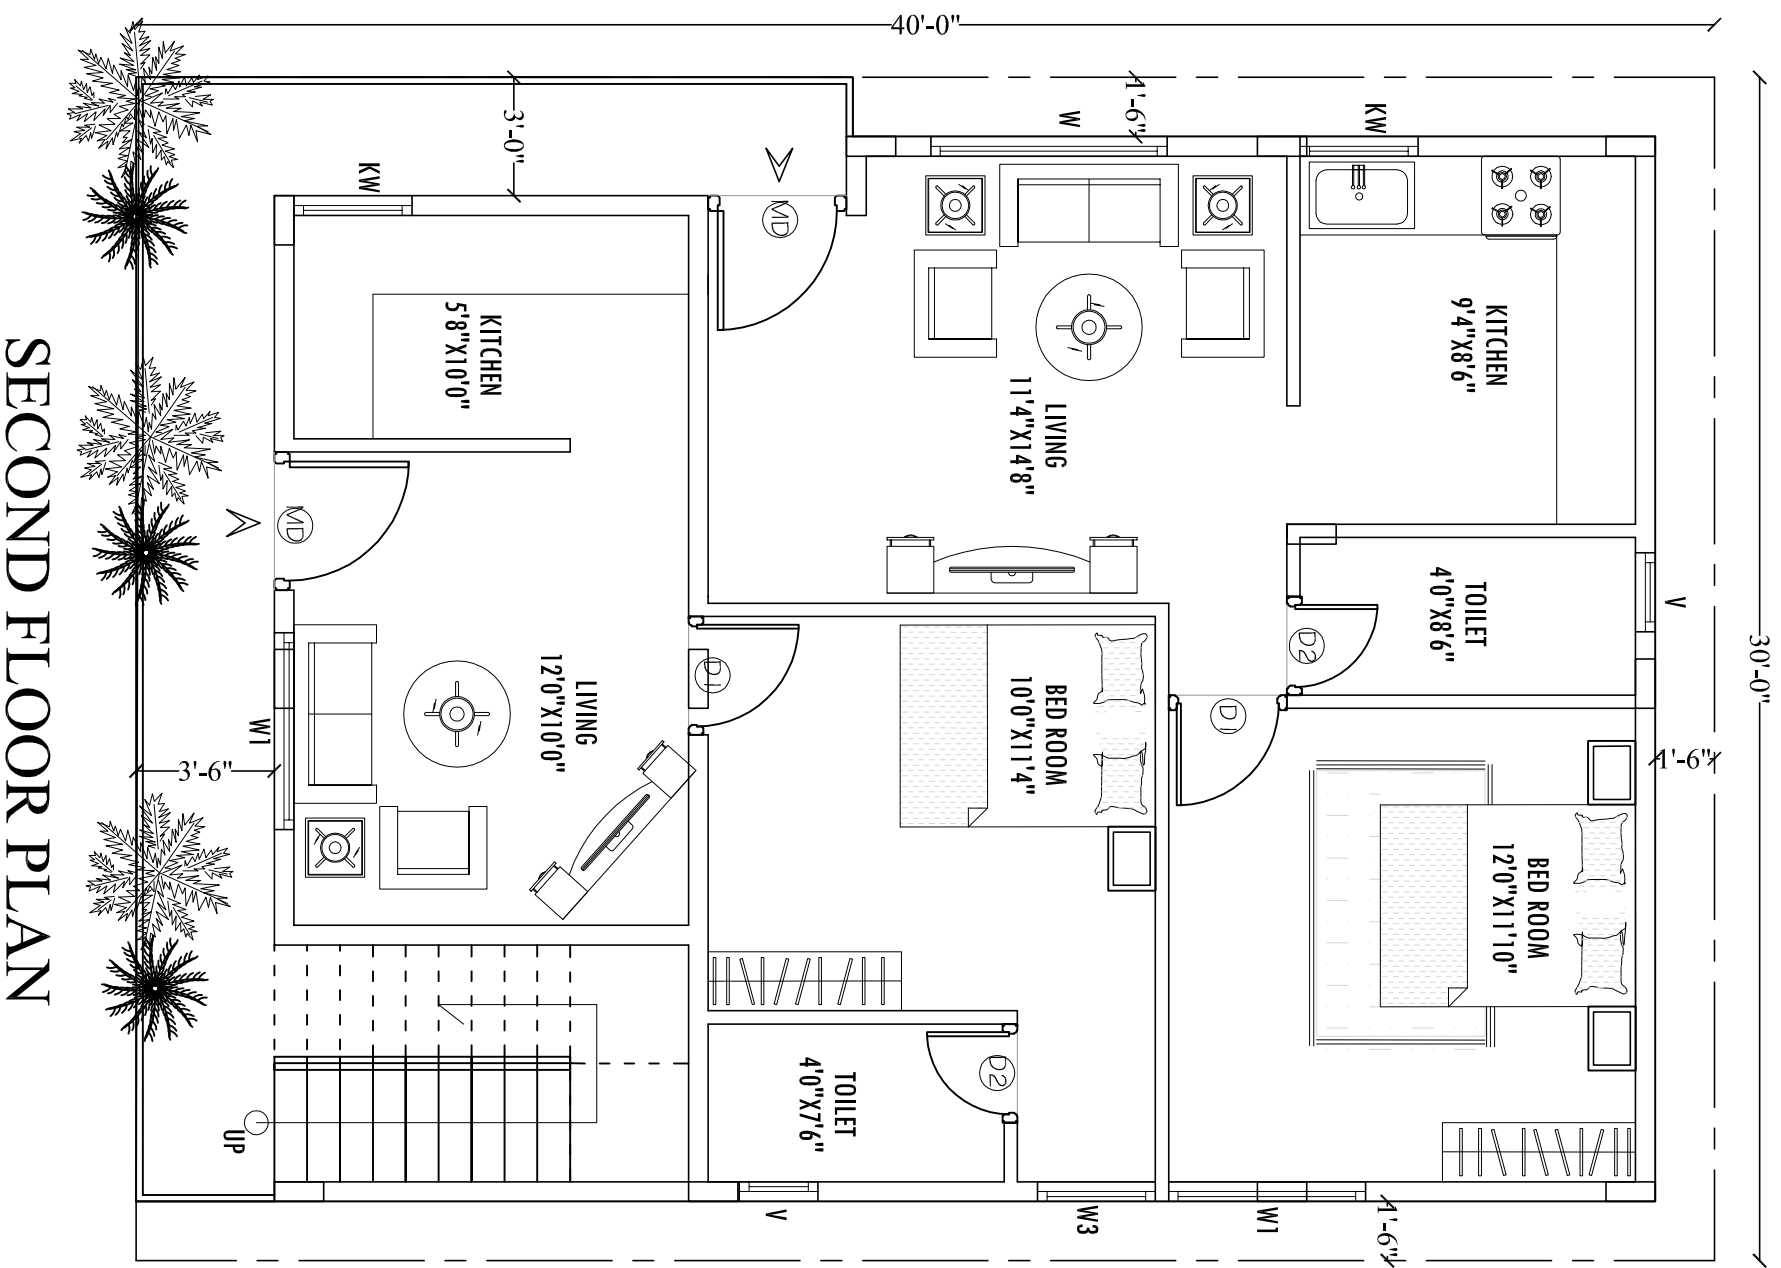 40'-0"
1'-6"
3'-0"
W
KW
KW
MD
KITCHEN
9'4"X8'6"
KITCHEN
5'8"X10'0"
LIVING
11'4"X14'8"
MD
TOILET
4'0"X8'6"
V
D2
30'-0"
D1
BED ROOM
10'0"X11'4"
LIVING
12'0"X10'0"
D1
W1
3'-6"
1'-6"
BED ROOM
12'0"X11'10"
D2
TOILET
4'0"X7'6"
UP
V
W3
W1
1'-6"
SECOND FLOOR PLAN